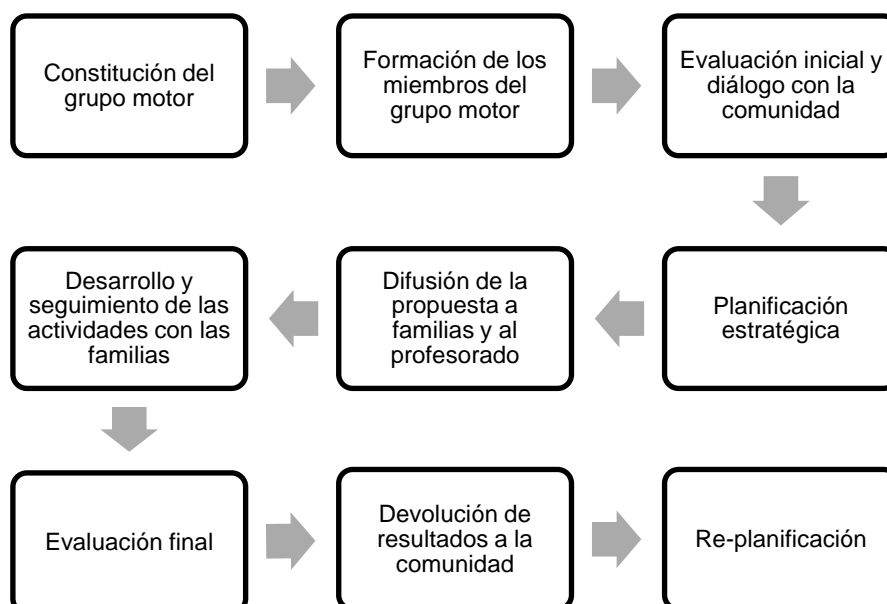 Constitución del
grupo motor
Formación de los
miembros del
grupo motor
Evaluación inicial y
diálogo con la
comunidad
Planificación
estratégica
Difusión de la
propuesta a
familias y al
profesorado
Desarrollo y
seguimiento de las
actividades con las
familias
Evaluación final
Devolución de
resultados a la
comunidad
Re-planificación